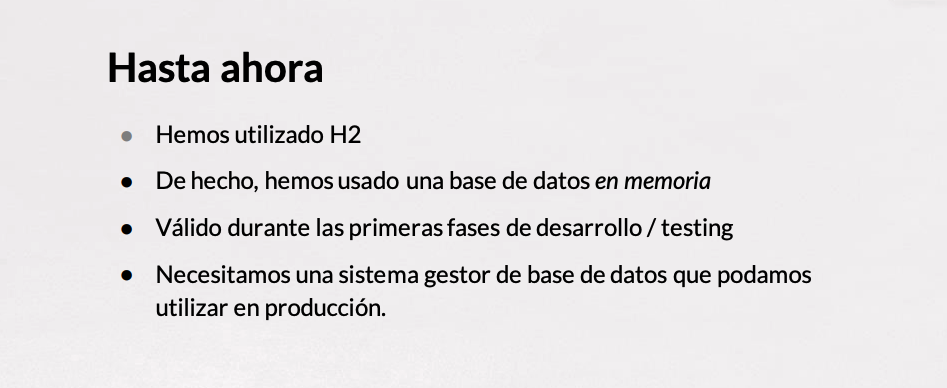 Hasta ahora
● Hemos utilizado H2
● De hecho, hemos usado una base de datos en memoria
● Válido durante las primeras fases de desarrollo / testing
● Necesitamos una sistema gestor de base de datos que podamos
utilizar en producción.